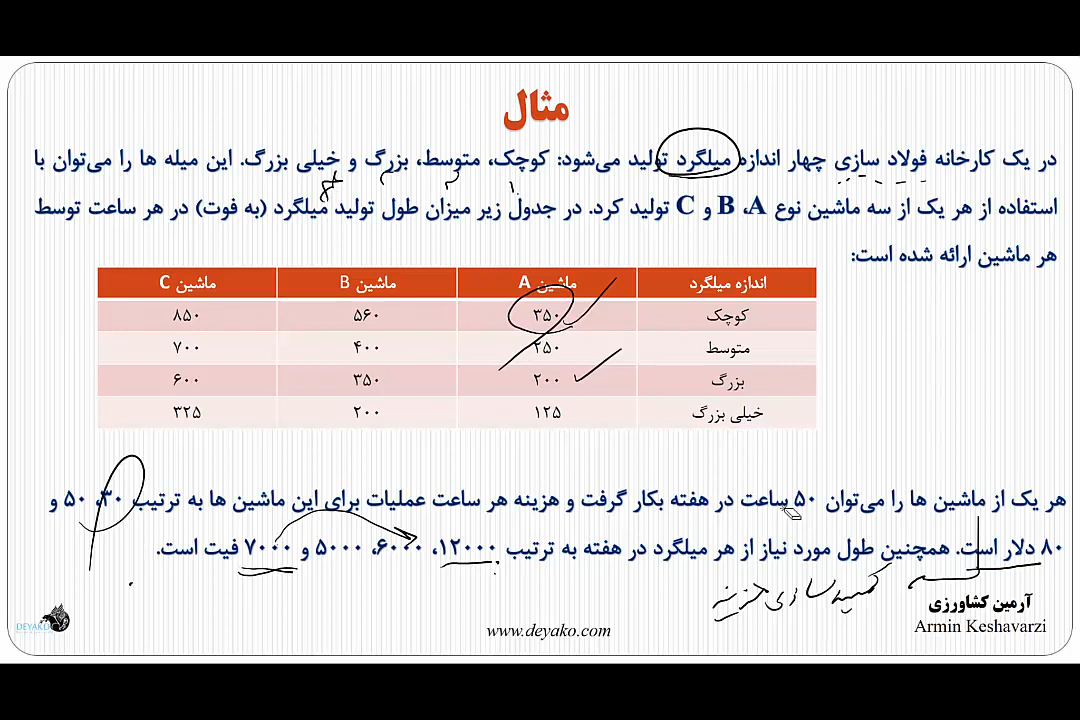 مثال
در یک کارخانه فولاد سازی چهار اندازه میلگرد تولید می‌شود: کوچک، متوسط، بزرگ و خیلی بزرگ. این میله ها را می‌توان با
استفاده از هر یک از سه ماشین نوع A، B و C تولید کرد. در جدول زیر میزان طول تولید میلگرد (به فوت) در هر ساعت توسط
هر ماشین ارائه شده است:
اندازه میلگرد ماشین A ماشین B ماشین C
کوچک ۳۵۰ ۵۶۰ ۸۵۰
متوسط ۲۵۰ ۴۰۰ ۷۰۰
بزرگ ۲۰۰ ۳۵۰ ۶۰۰
خیلی بزرگ ۱۲۵ ۲۰۰ ۳۲۵
هر یک از ماشین ها را می‌توان ۵۰ ساعت در هفته بکار گرفت و هزینه هر ساعت عملیات برای این ماشین ها به ترتیب ۳۰، ۵۰ و
۸۰ دلار است. همچنین طول مورد نیاز از هر میلگرد در هفته به ترتیب ۱۲۰۰۰، ۶۰۰۰، ۵۰۰۰ و ۷۰۰۰ فیت است.
کمینه سازی هزینه
آرمین کشاورزی
Armin Keshavarzi
www.deyako.com
DEYAKO